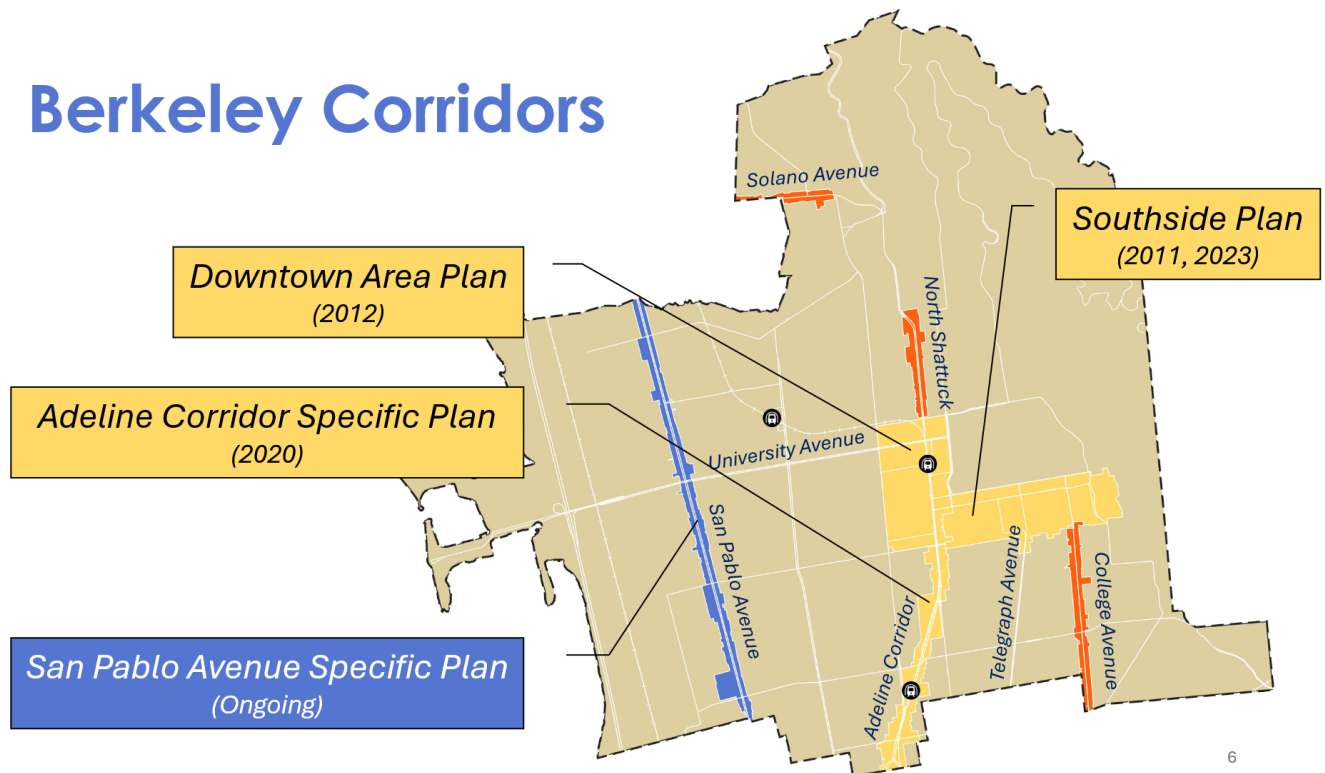 Berkeley Corridors
Solano Avenue
Southside Plan
(2011, 2023)
Downtown Area Plan
(2012)
North Shattuck
Adeline Corridor Specific Plan
(2020)
University Avenue
San Pablo Avenue
Telegraph Avenue
College Avenue
Adeline Corridor
San Pablo Avenue Specific Plan
(Ongoing)
6